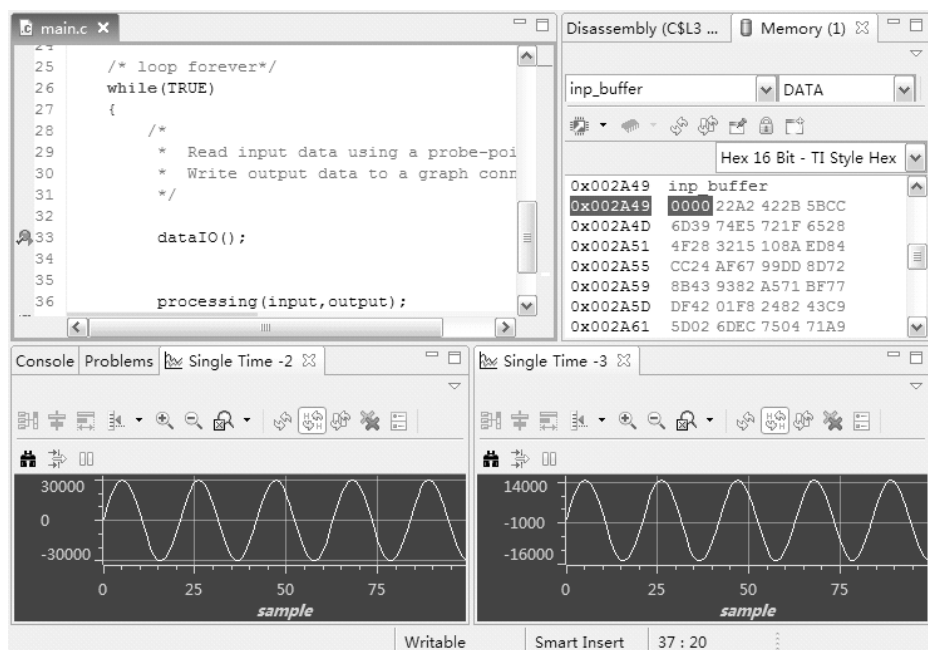 main.c
24
25 /* loop forever*/
26 while(TRUE)
27 {
28 /*
29 * Read input data using a probe-poi
30 * Write output data to a graph conn
31 */
32
33 dataIO();
34
35
36 processing(input,output);
Disassembly (C$L3 ...
Memory (1)
inp_buffer
DATA
Hex 16 Bit - TI Style Hex
0x002A49 inp_buffer
0x002A49 0000 22A2 422B 5BCC
0x002A4D 6D39 74E5 721F 6528
0x002A51 4F28 3215 108A ED84
0x002A55 CC24 AF67 99DD 8D72
0x002A59 8B43 9382 A571 BF77
0x002A5D DF42 01F8 2482 43C9
0x002A61 5D02 6DEC 7504 71A9
Console Problems Single Time -2
30000
0
-30000
0 25 50 75
sample
Single Time -3
14000
-1000
-16000
0 25 50 75
sample
Writable Smart Insert 37 : 20